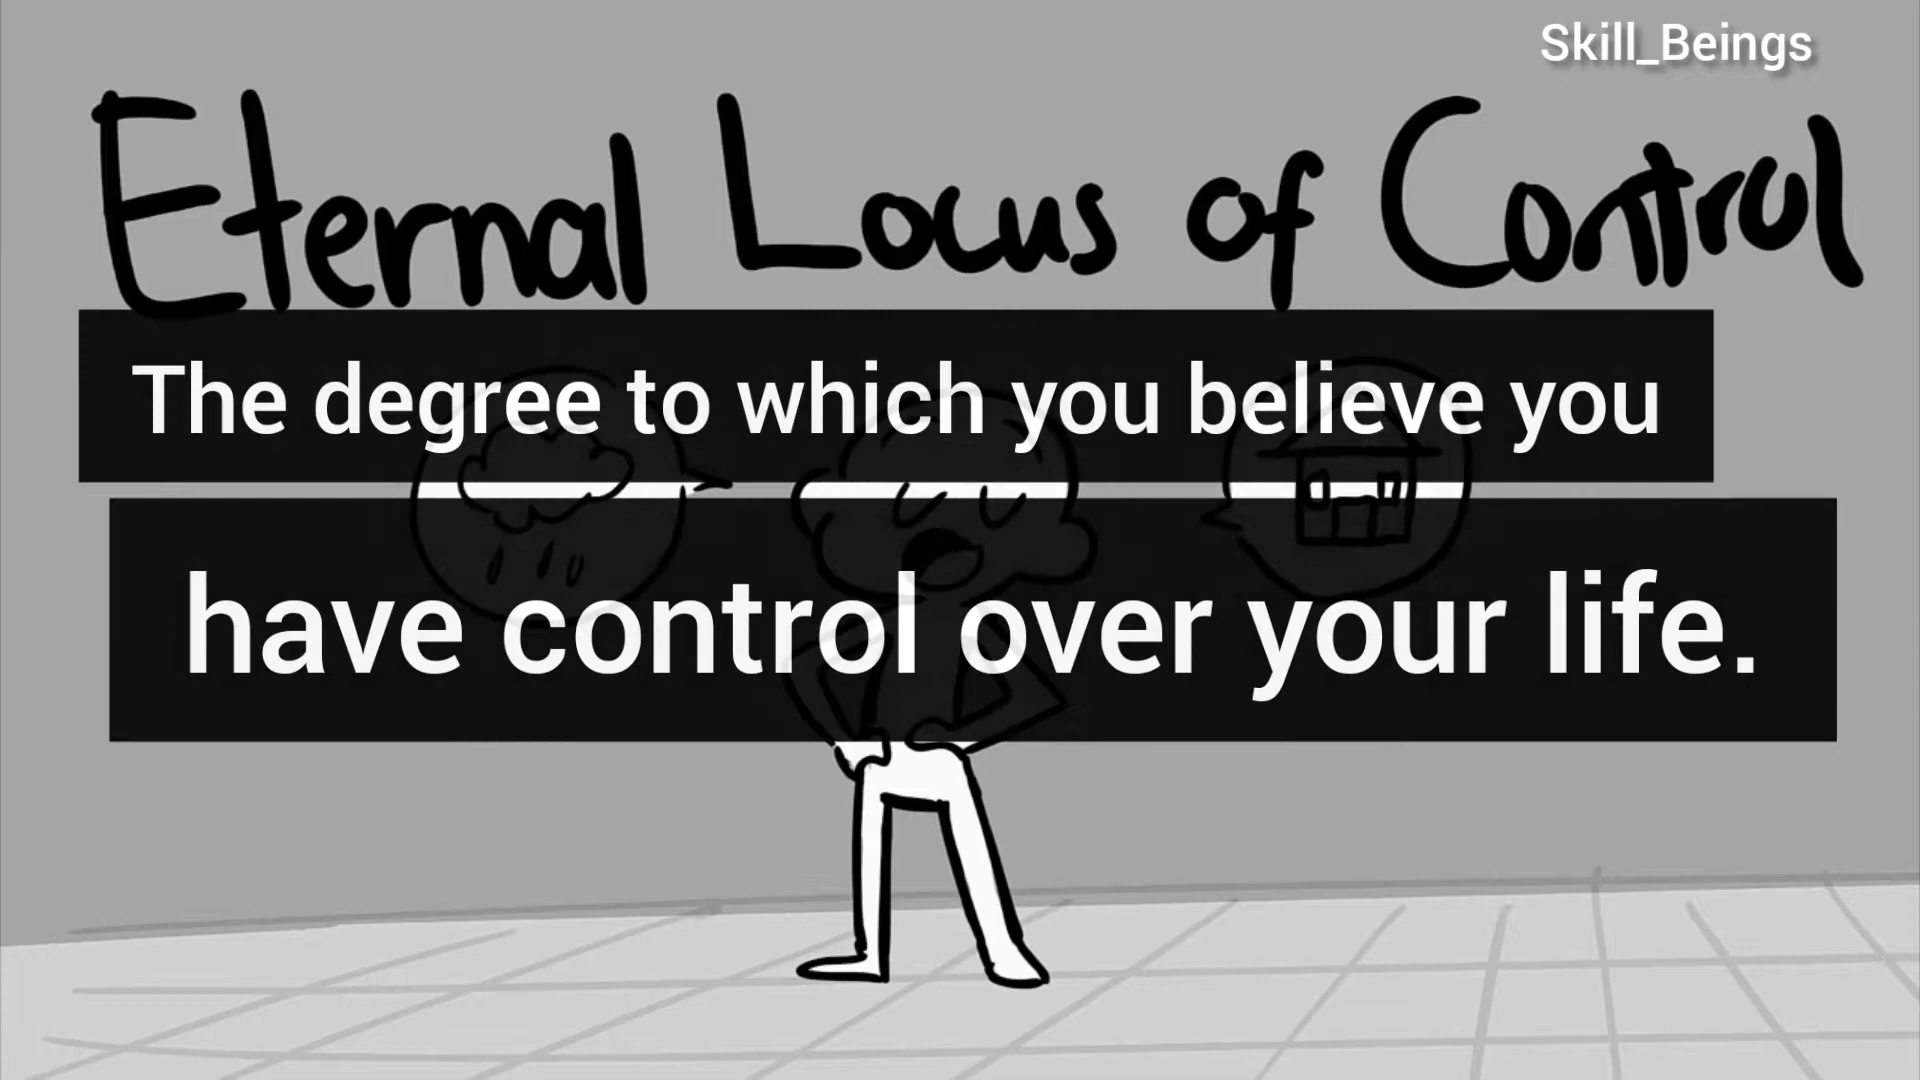 Skill_Beings
Eternal Locus of Control
The degree to which you believe you
have control over your life.